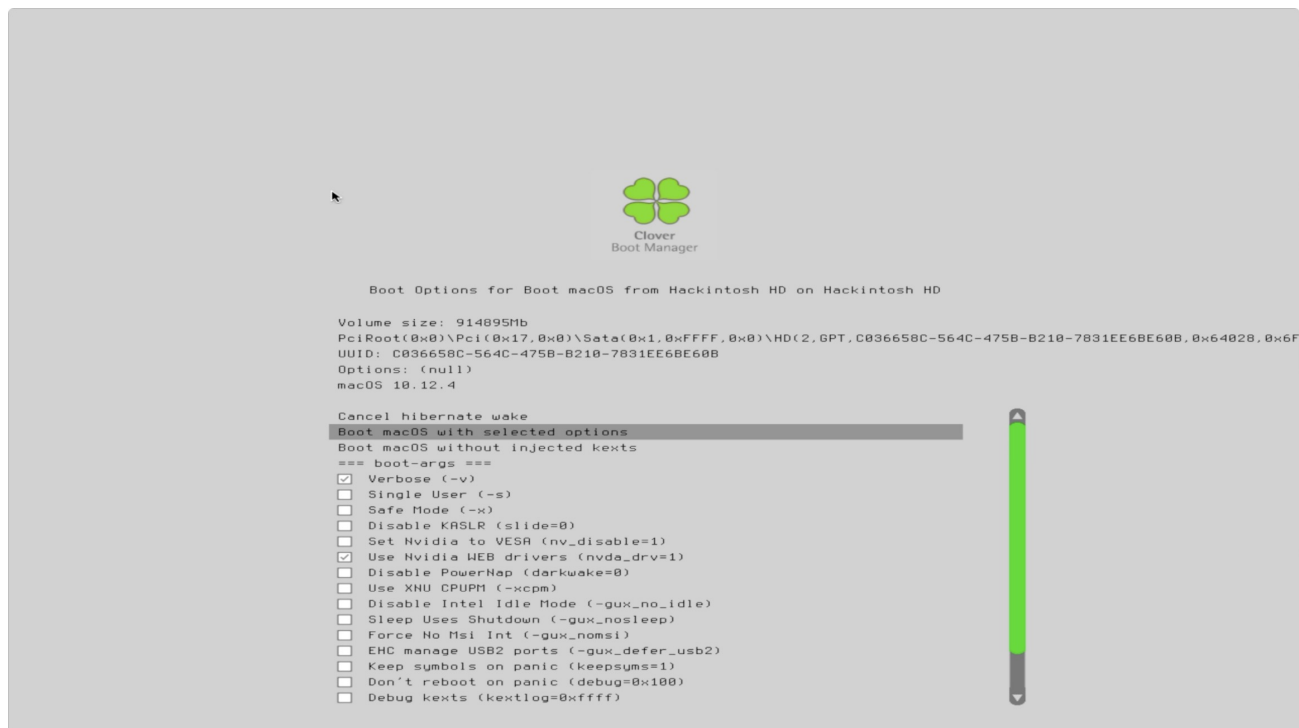 Clover
Boot Manager
Boot Options for Boot macOS from Hackintosh HD on Hackintosh HD
Volume size: 914895Mb
PciRoot(0x0)\Pci(0x17,0x0)\Sata(0x1,0xFFFF,0x0)\HD(2,GPT,C036658C-564C-475B-B210-7831EE6BE60B,0x64028,0x6F
UUID: C036658C-564C-475B-B210-7831EE6BE60B
Options: (null)
macOS 10.12.4
Cancel hibernate wake
Boot macOS with selected options
Boot macOS without injected kexts
=== boot-args ===
Verbose (-v)
Single User (-s)
Safe Mode (-x)
Disable KASLR (slide=0)
Set Nvidia to VESA (nv_disable=1)
Use Nvidia WEB drivers (nvda_drv=1)
Disable PowerNap (darkwake=0)
Use XNU CPUPM (-xcpm)
Disable Intel Idle Mode (-gux_no_idle)
Sleep Uses Shutdown (-gux_nosleep)
Force No Msi Int (-gux_nomsi)
EHC manage USB2 ports (-gux_defer_usb2)
Keep symbols on panic (keepsyms=1)
Don't reboot on panic (debug=0x100)
Debug kexts (kextlog=0xffff)